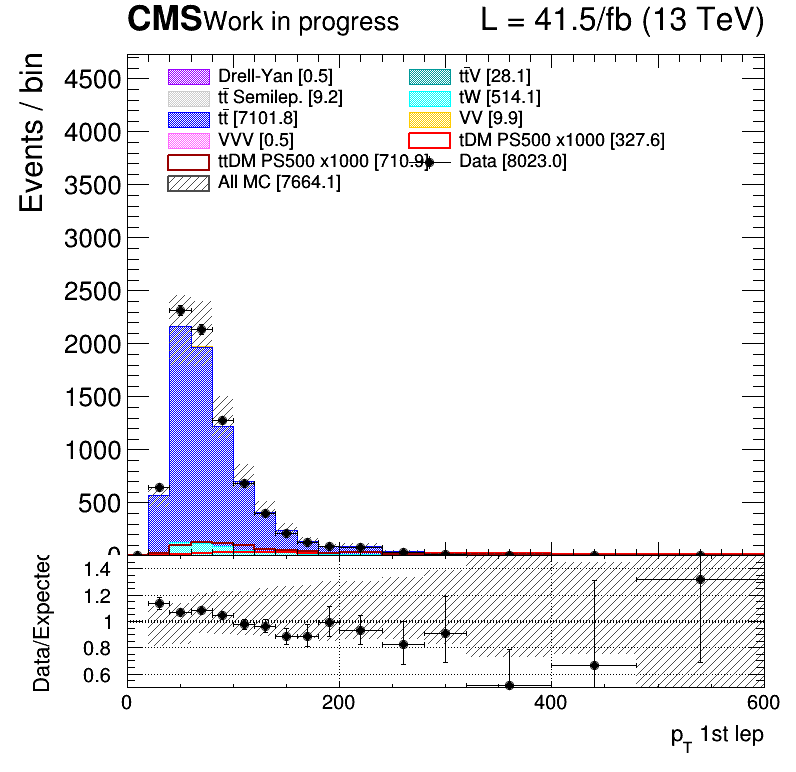 CMS Work in progress L = 41.5/fb (13 TeV)
Events / bin
4500
4000
3500
3000
2500
2000
1500
1000
500
0
Drell-Yan [0.5] tt̄V [28.1]
tt̄ Semilep. [9.2] tW [514.1]
tt̄ [7101.8] VV [9.9]
VVV [0.5] tDM PS500 x1000 [327.6]
ttDM PS500 x1000 [710.9] Data [8023.0]
All MC [7664.1]
Data/Expected
1.4
1.2
1
0.8
0.6
0 200 400 600
p_T 1st lep